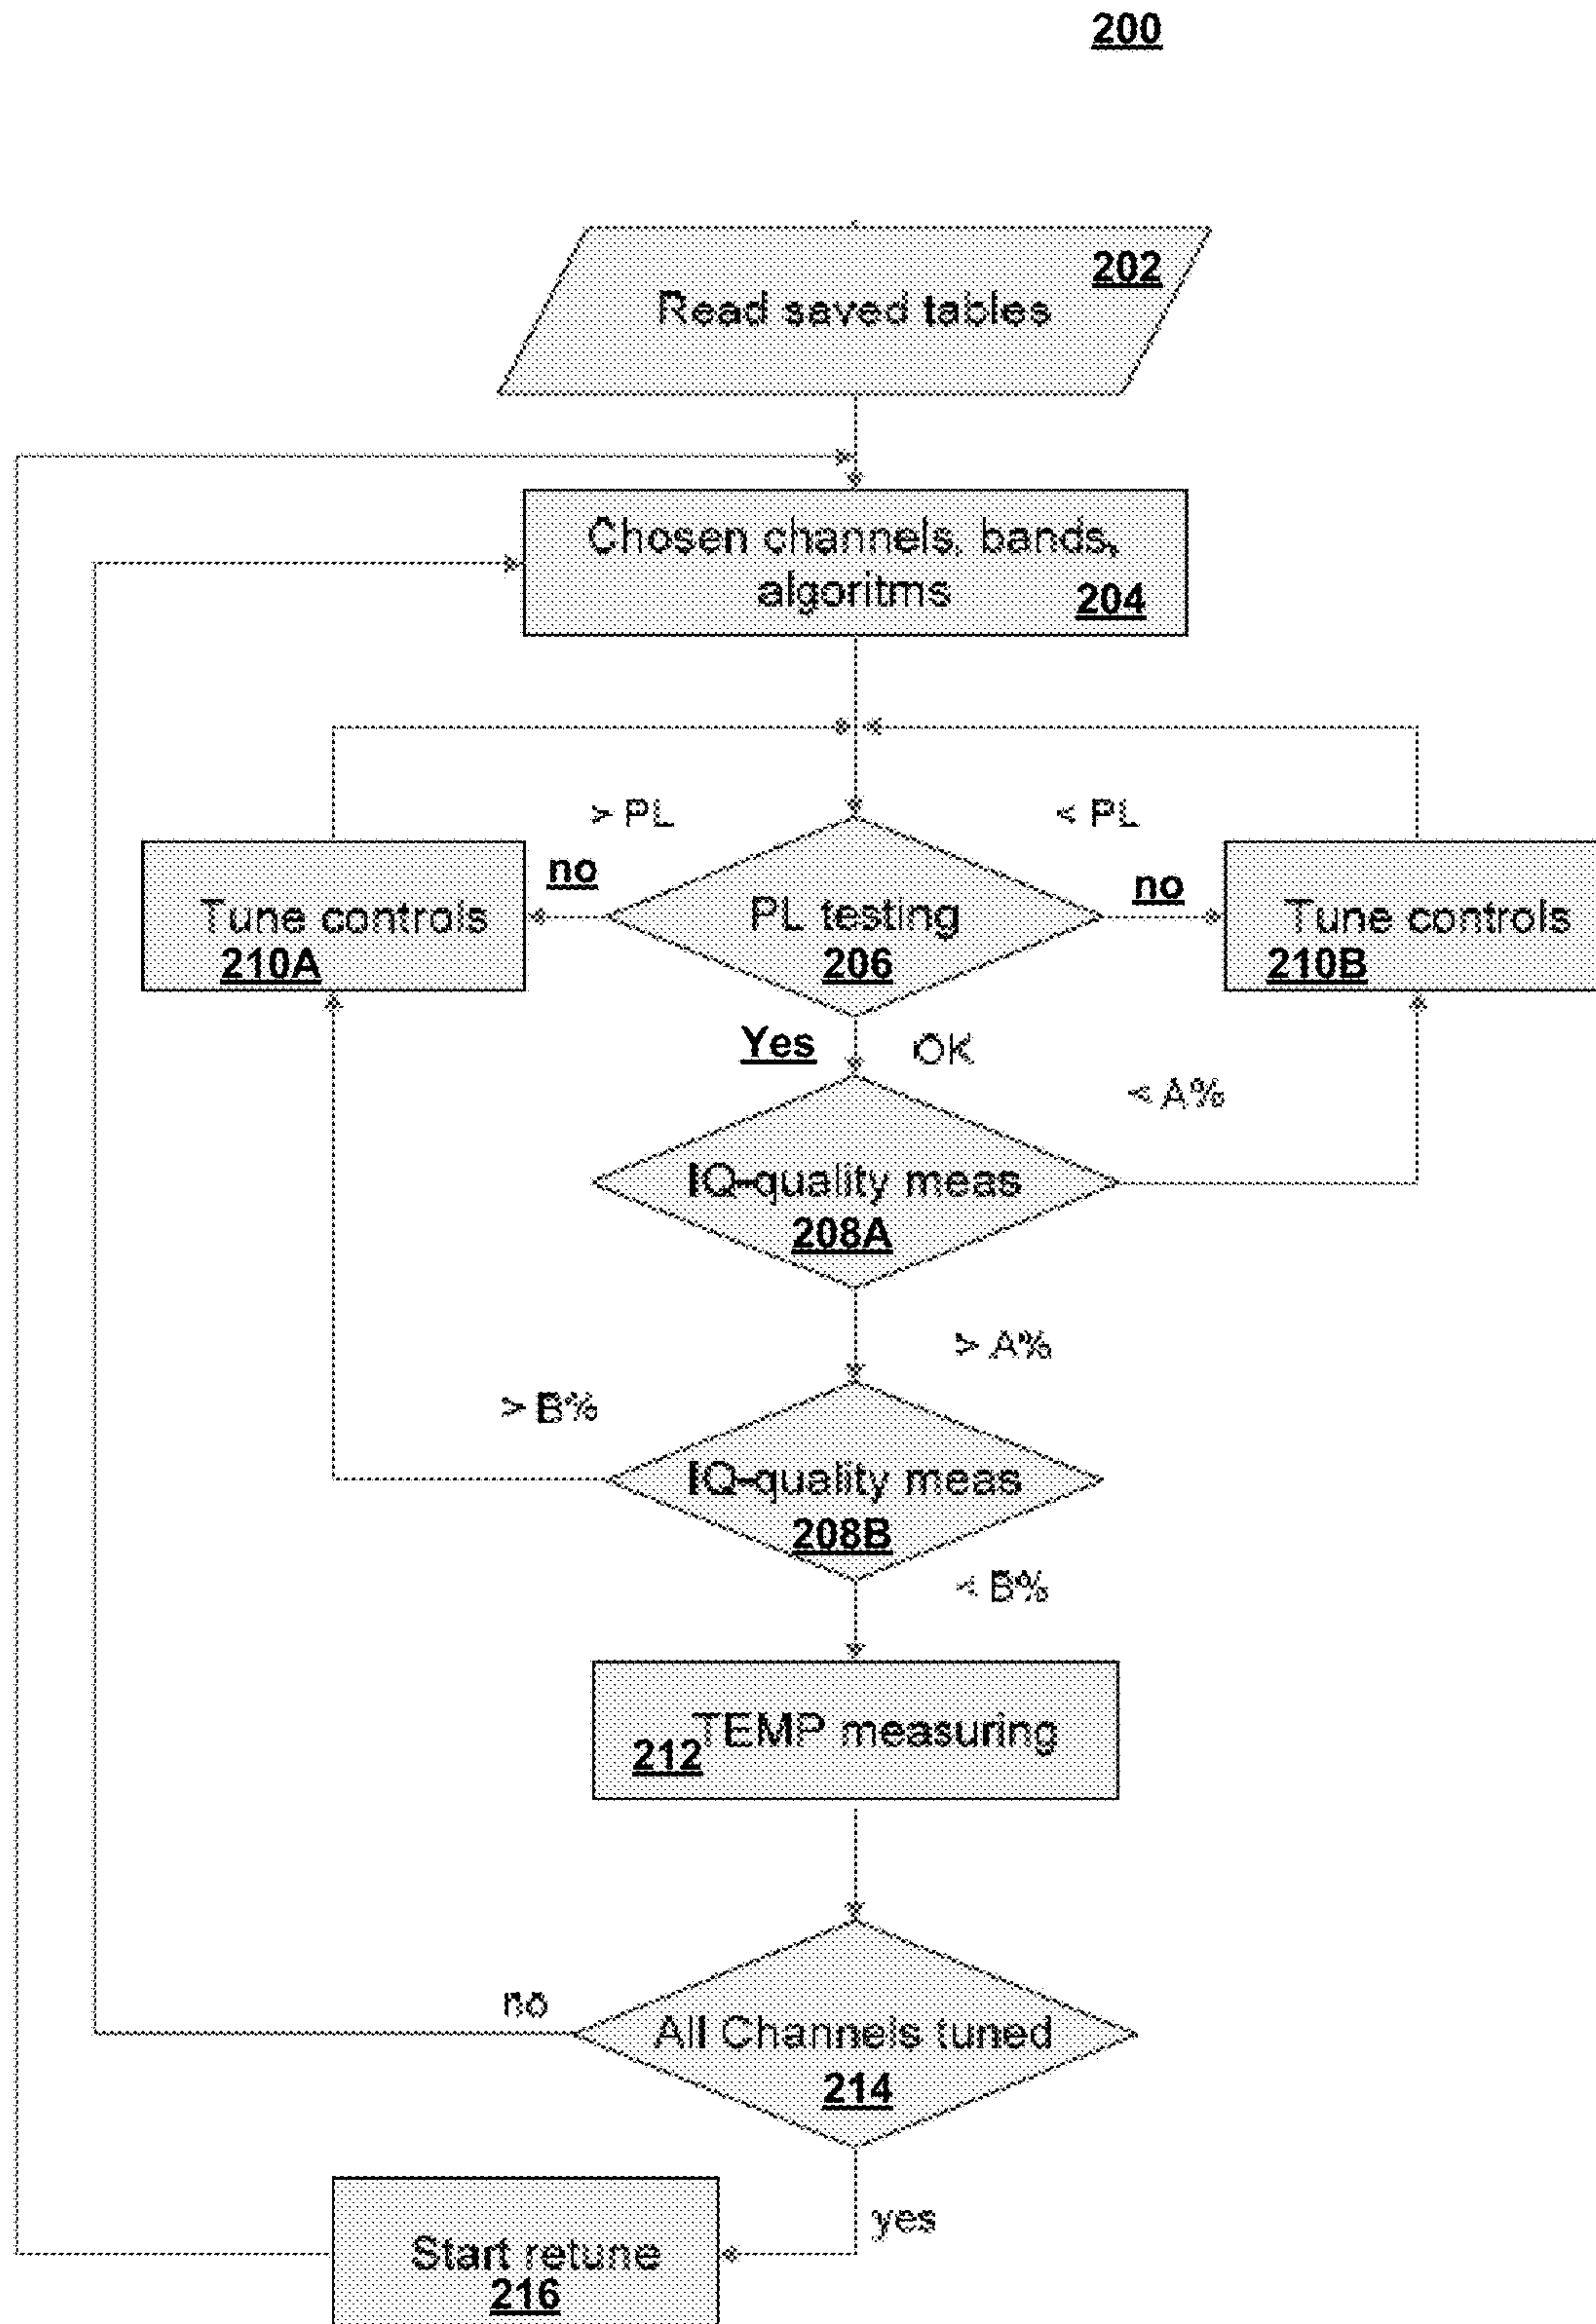 200
202
Read saved tables
Chosen channels, bands,
algoritms 204
> PL
< PL
no
no
Tune controls
210A
PL testing
206
Tune controls
210B
Yes OK
< A%
IQ-quality meas
208A
> A%
> B%
IQ-quality meas
208B
< B%
TEMP measuring
212
no
All Channels tuned
214
yes
Start retune
216